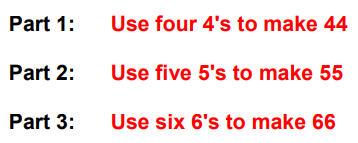 Part 1: Use four 4's to make 44
Part 2: Use five 5's to make 55
Part 3: Use six 6's to make 66